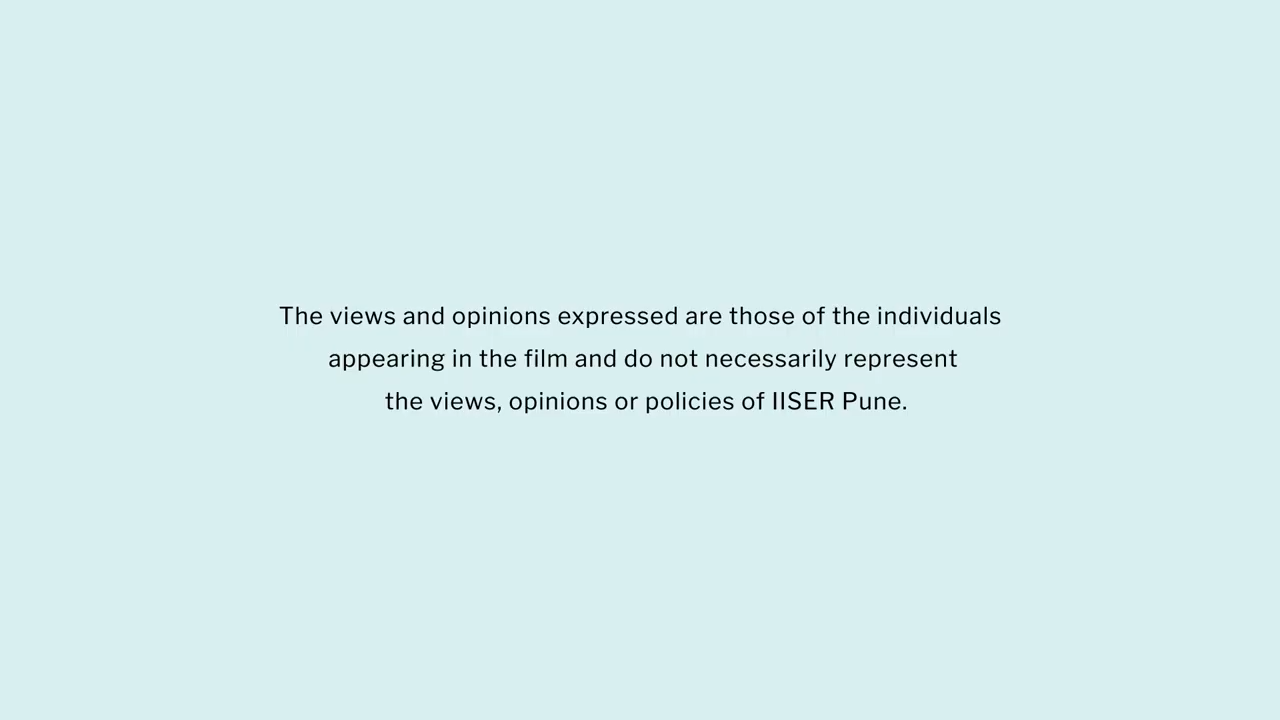 The views and opinions expressed are those of the individuals
appearing in the film and do not necessarily represent
the views, opinions or policies of IISER Pune.